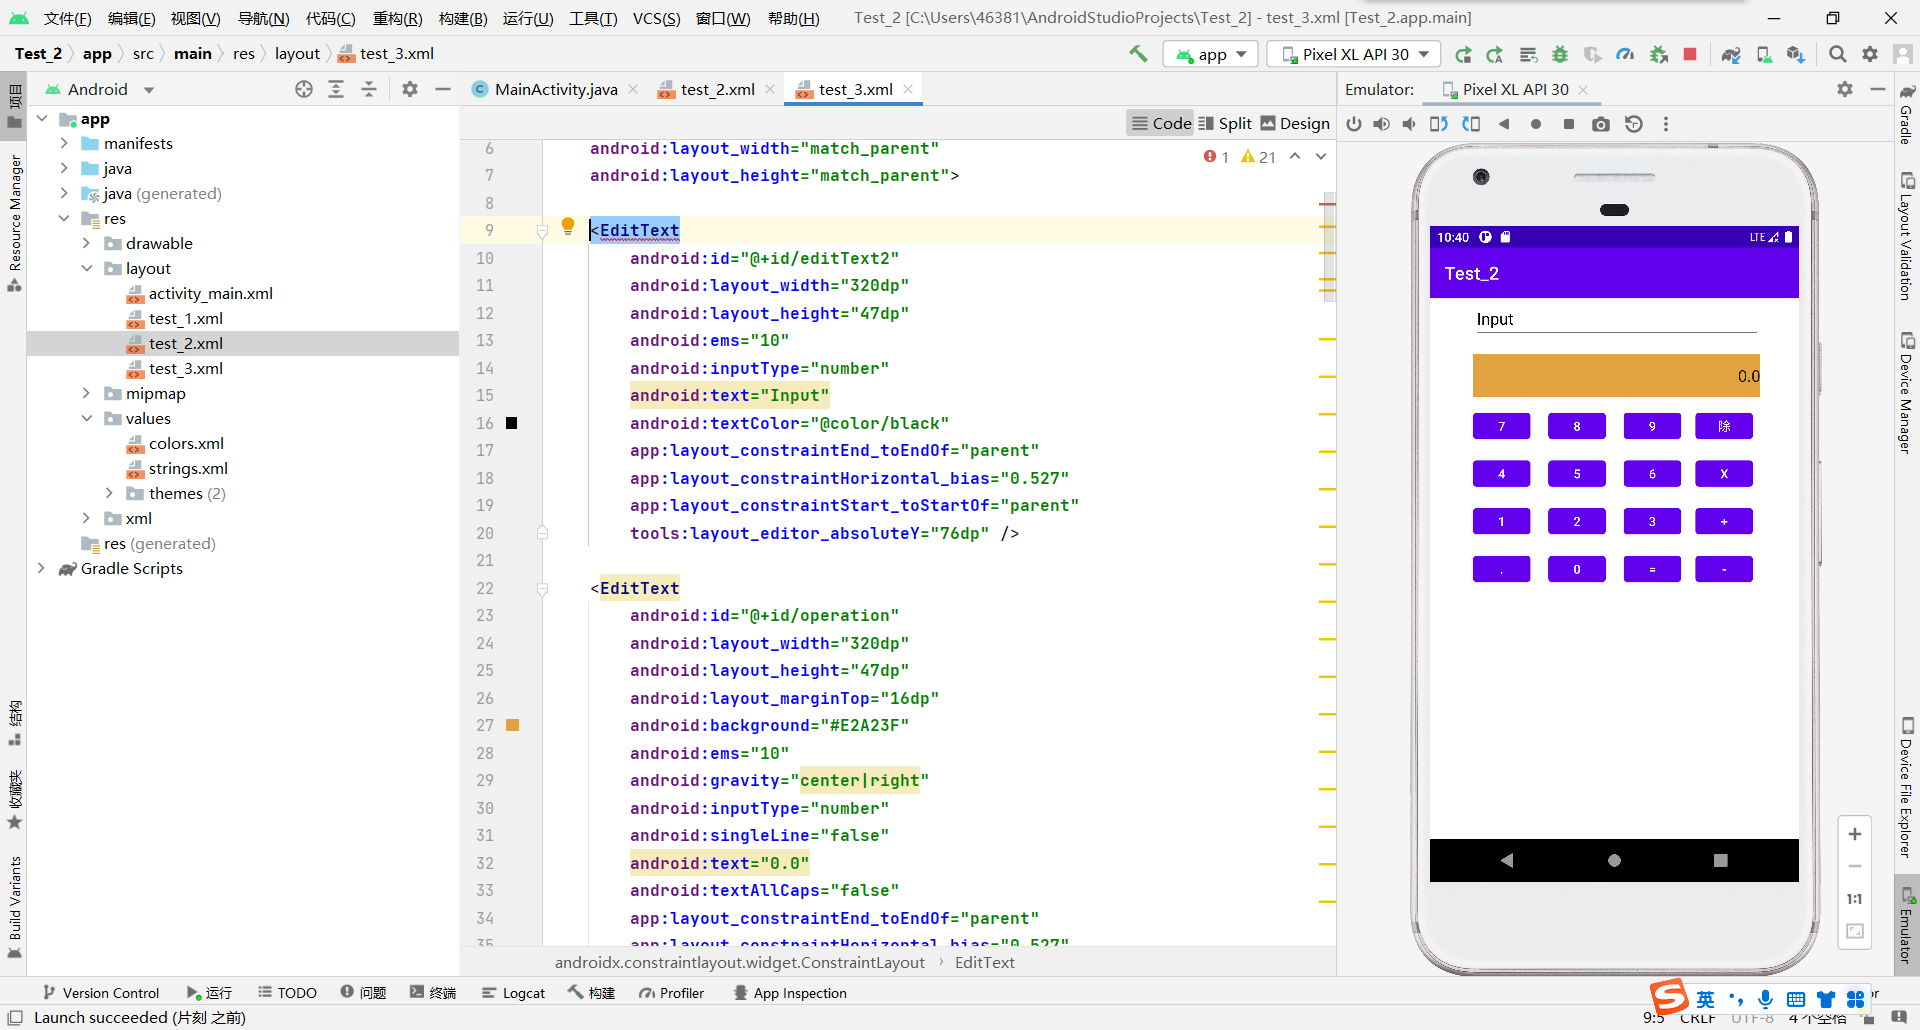 文件(F) 编辑(E) 视图(V) 导航(N) 代码(C) 重构(R) 构建(B) 运行(U) 工具(T) VCS(S) 窗口(W) 帮助(H) Test_2 [C:\Users\46381\AndroidStudioProjects\Test_2] - test_3.xml [Test_2.app.main]
Test_2 app src main res layout test_3.xml app Pixel XL API 30
Android
MainActivity.java test_2.xml test_3.xml
Emulator: Pixel XL API 30
Code Split Design
1 21
项目
Resource Manager
结构
收藏夹
Build Variants
app
manifests
java
java (generated)
res
drawable
layout
activity_main.xml
test_1.xml
test_2.xml
test_3.xml
mipmap
values
colors.xml
strings.xml
themes (2)
xml
res (generated)
Gradle Scripts
6 android:layout_width="match_parent"
7 android:layout_height="match_parent">
8
9 <EditText
10 android:id="@+id/editText2"
11 android:layout_width="320dp"
12 android:layout_height="47dp"
13 android:ems="10"
14 android:inputType="number"
15 android:text="Input"
16 android:textColor="@color/black"
17 app:layout_constraintEnd_toEndOf="parent"
18 app:layout_constraintHorizontal_bias="0.527"
19 app:layout_constraintStart_toStartOf="parent"
20 tools:layout_editor_absoluteY="76dp" />
21
22 <EditText
23 android:id="@+id/operation"
24 android:layout_width="320dp"
25 android:layout_height="47dp"
26 android:layout_marginTop="16dp"
27 android:background="#E2A23F"
28 android:ems="10"
29 android:gravity="center|right"
30 android:inputType="number"
31 android:singleLine="false"
32 android:text="0.0"
33 android:textAllCaps="false"
34 app:layout_constraintEnd_toEndOf="parent"
35 app:layout_constraintHorizontal_bias="0.527"
androidx.constraintlayout.widget.ConstraintLayout › EditText
10:40 LTE
Test_2
Input
0.0
7 8 9 除
4 5 6 X
1 2 3 +
. 0 = -
1:1
Gradle
Layout Validation
Device Manager
Device File Explorer
Emulator
Version Control 运行 TODO 问题 终端 Logcat 构建 Profiler App Inspection
英
Launch succeeded (片刻 之前)
9:5 CRLF UTF-8 4 个空格